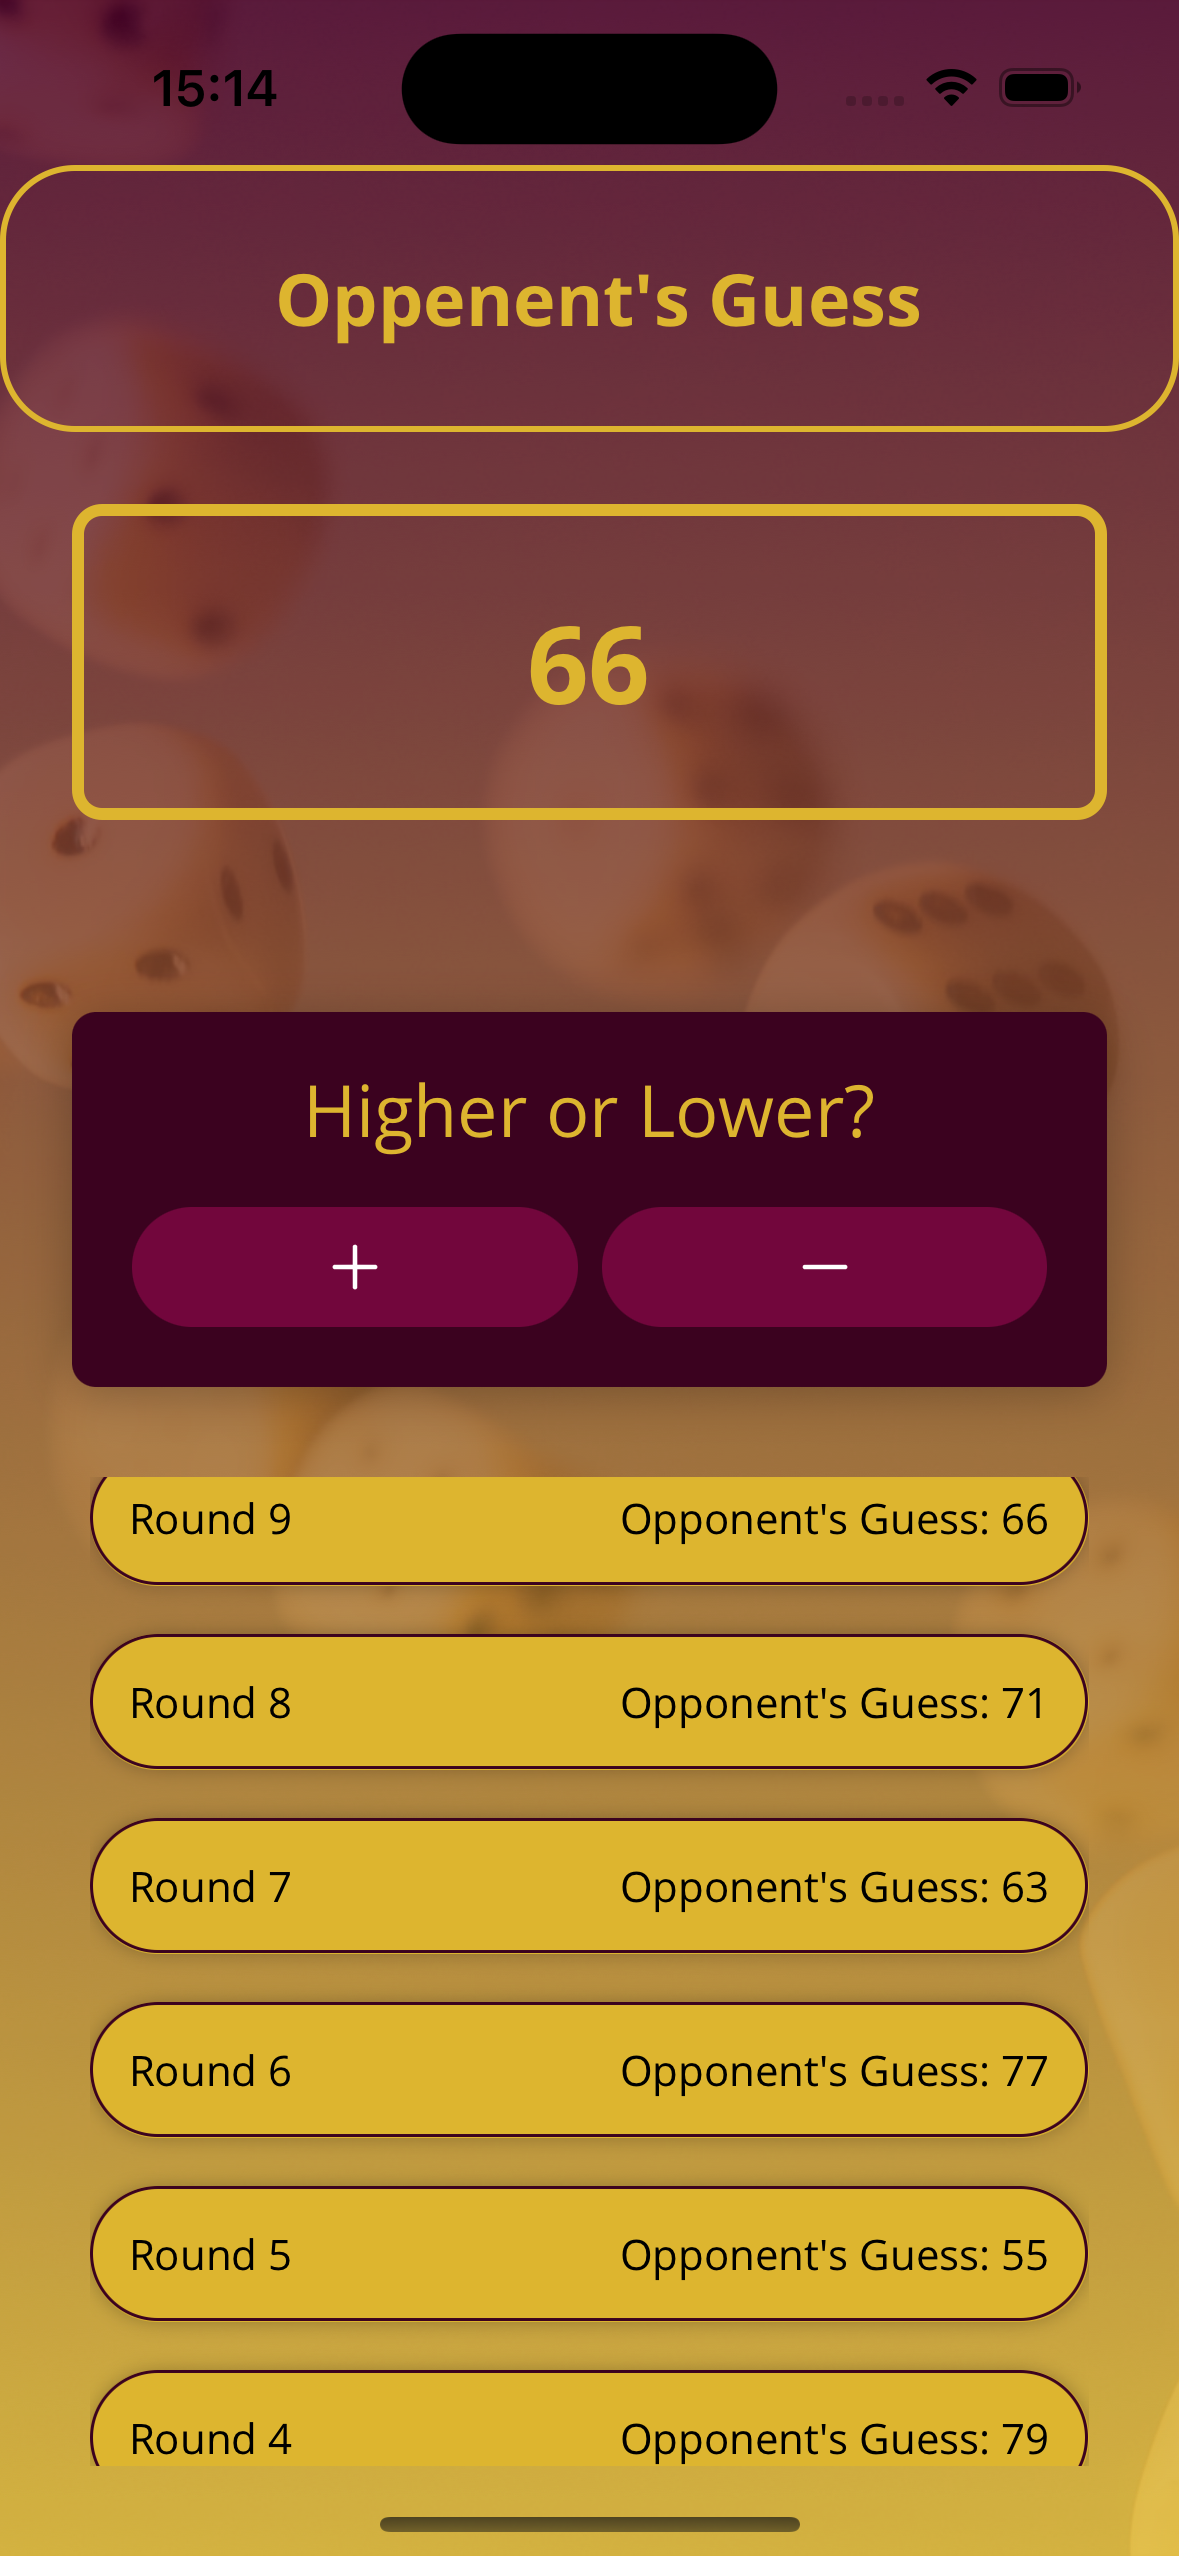 15:14
Oppenent's Guess
66
Higher or Lower?
Round 9 Opponent's Guess: 66
Round 8 Opponent's Guess: 71
Round 7 Opponent's Guess: 63
Round 6 Opponent's Guess: 77
Round 5 Opponent's Guess: 55
Round 4 Opponent's Guess: 79